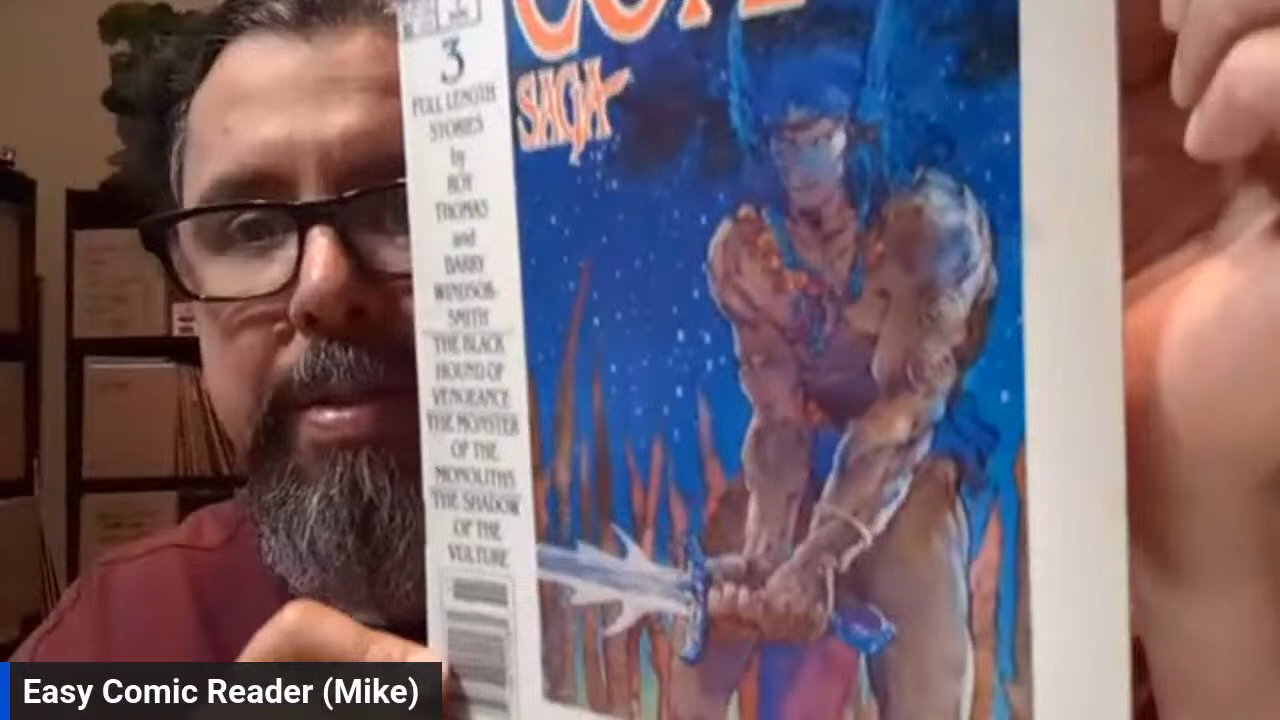 3
FULL LENGTH
STORIES
by
ROY
THOMAS
and
BARRY
WINDSOR-
SMITH
THE BLACK
HOUND OF
VENGEANCE
THE MONSTER
OF THE
MONOLITHS
THE SHADOW
OF THE
VULTURE
SAGA
Easy Comic Reader (Mike)